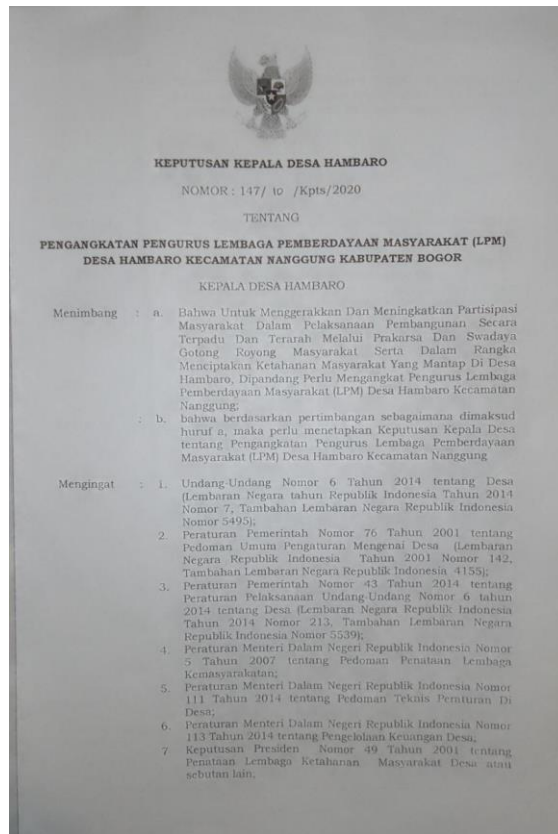 KEPUTUSAN KEPALA DESA HAMBARO
NOMOR : 147/ 10 /Kpts/2020
TENTANG
PENGANGKATAN PENGURUS LEMBAGA PEMBERDAYAAN MASYARAKAT (LPM)
DESA HAMBARO KECAMATAN NANGGUNG KABUPATEN BOGOR
KEPALA DESA HAMBARO
Menimbang : a. Bahwa Untuk Menggerakkan Dan Meningkatkan Partisipasi
Masyarakat Dalam Pelaksanaan Pembangunan Secara
Terpadu Dan Terarah Melalui Prakarsa Dan Swadaya
Gotong Royong Masyarakat Serta Dalam Rangka
Menciptakan Ketahanan Masyarakat Yang Mantap Di Desa
Hambaro, Dipandang Perlu Mengangkat Pengurus Lembaga
Pemberdayaan Masyarakat (LPM) Desa Hambaro Kecamatan
Nanggung;
: b. bahwa berdasarkan pertimbangan sebagaimana dimaksud
huruf a, maka perlu menetapkan Keputusan Kepala Desa
tentang Pengangkatan Pengurus Lembaga Pemberdayaan
Masyarakat (LPM) Desa Hambaro Kecamatan Nanggung
Mengingat : 1. Undang-Undang Nomor 6 Tahun 2014 tentang Desa
(Lembaran Negara tahun Republik Indonesia Tahun 2014
Nomor 7, Tambahan Lembaran Negara Republik Indonesia
Nomor 5495);
2. Peraturan Pemerintah Nomor 76 Tahun 2001 tentang
Pedoman Umum Pengaturan Mengenai Desa (Lembaran
Negara Republik Indonesia Tahun 2001 Nomor 142,
Tambahan Lembaran Negara Republik Indonesia 4155);
3. Peraturan Pemerintah Nomor 43 Tahun 2014 tentang
Peraturan Pelaksanaan Undang-Undang Nomor 6 tahun
2014 tentang Desa (Lembaran Negara Republik Indonesia
Tahun 2014 Nomor 213, Tambahan Lembaran Negara
Republik Indonesia Nomor 5539);
4. Peraturan Menteri Dalam Negeri Republik Indonesia Nomor
5 Tahun 2007 tentang Pedoman Penataan Lembaga
Kemasyarakatan;
5. Peraturan Menteri Dalam Negeri Republik Indonesia Nomor
111 Tahun 2014 tentang Pedoman Teknis Peraturan Di
Desa;
6. Peraturan Menteri Dalam Negeri Republik Indonesia Nomor
113 Tahun 2014 tentang Pengelolaan Keuangan Desa;
7 Keputusan Presiden Nomor 49 Tahun 2001 tentang
Penataan Lembaga Ketahanan Masyarakat Desa atau
sebutan lain,